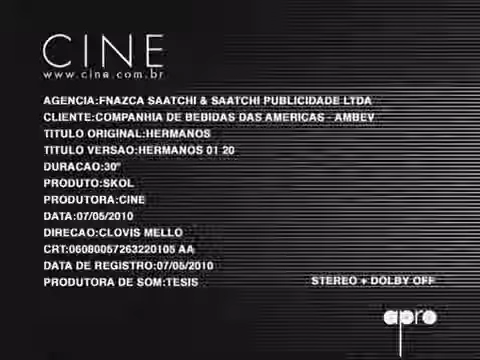 CINE
www.cine.com.br
AGENCIA:FNAZCA SAATCHI & SAATCHI PUBLICIDADE LTDA
CLIENTE:COMPANHIA DE BEBIDAS DAS AMERICAS - AMBEV
TITULO ORIGINAL:HERMANOS
TITULO VERSAO:HERMANOS 01 20
DURACAO:30"
PRODUTO:SKOL
PRODUTORA:CINE
DATA:07/05/2010
DIRECAO:CLOVIS MELLO
CRT:06080057263220105 AA
DATA DE REGISTRO:07/05/2010
PRODUTORA DE SOM:TESIS
STEREO + DOLBY OFF
apro